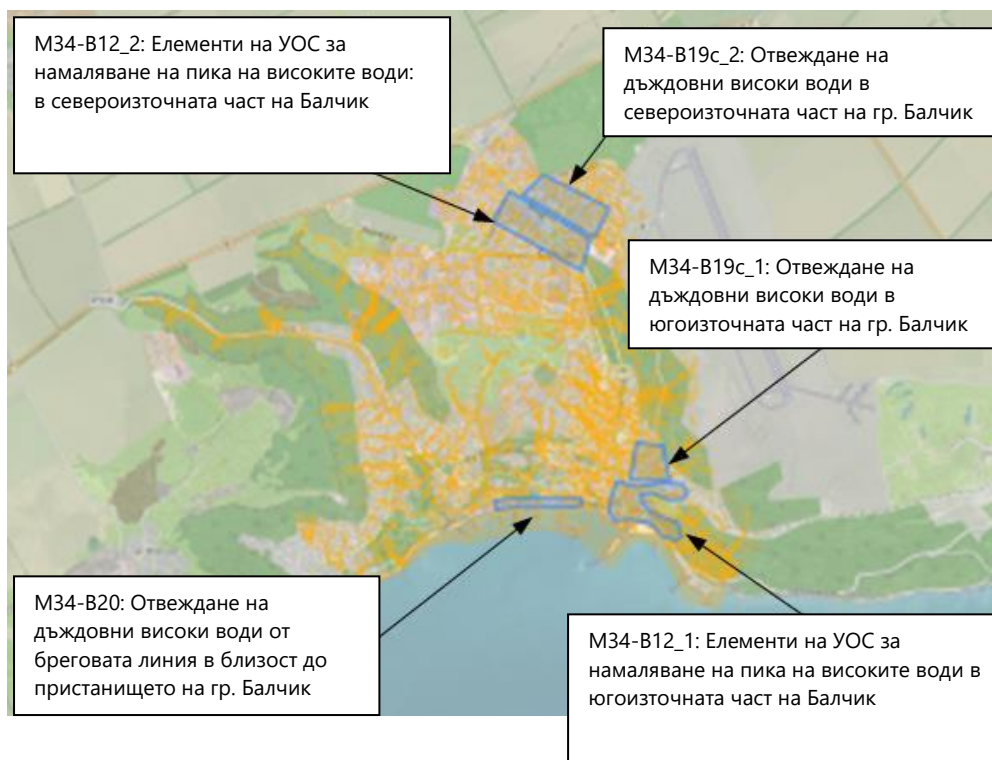 M34-B12_2: Елементи на УОС за
намаляване на пика на високите води:
в североизточната част на Балчик
M34-B19c_2: Отвеждане на
дъждовни високи води в
североизточната част на гр. Балчик
M34-B19c_1: Отвеждане на
дъждовни високи води в
югоизточната част на гр. Балчик
M34-B20: Отвеждане на
дъждовни високи води от
бреговата линия в близост до
пристанището на гр. Балчик
M34-B12_1: Елементи на УОС за
намаляване на пика на високите води в
югоизточната част на Балчик